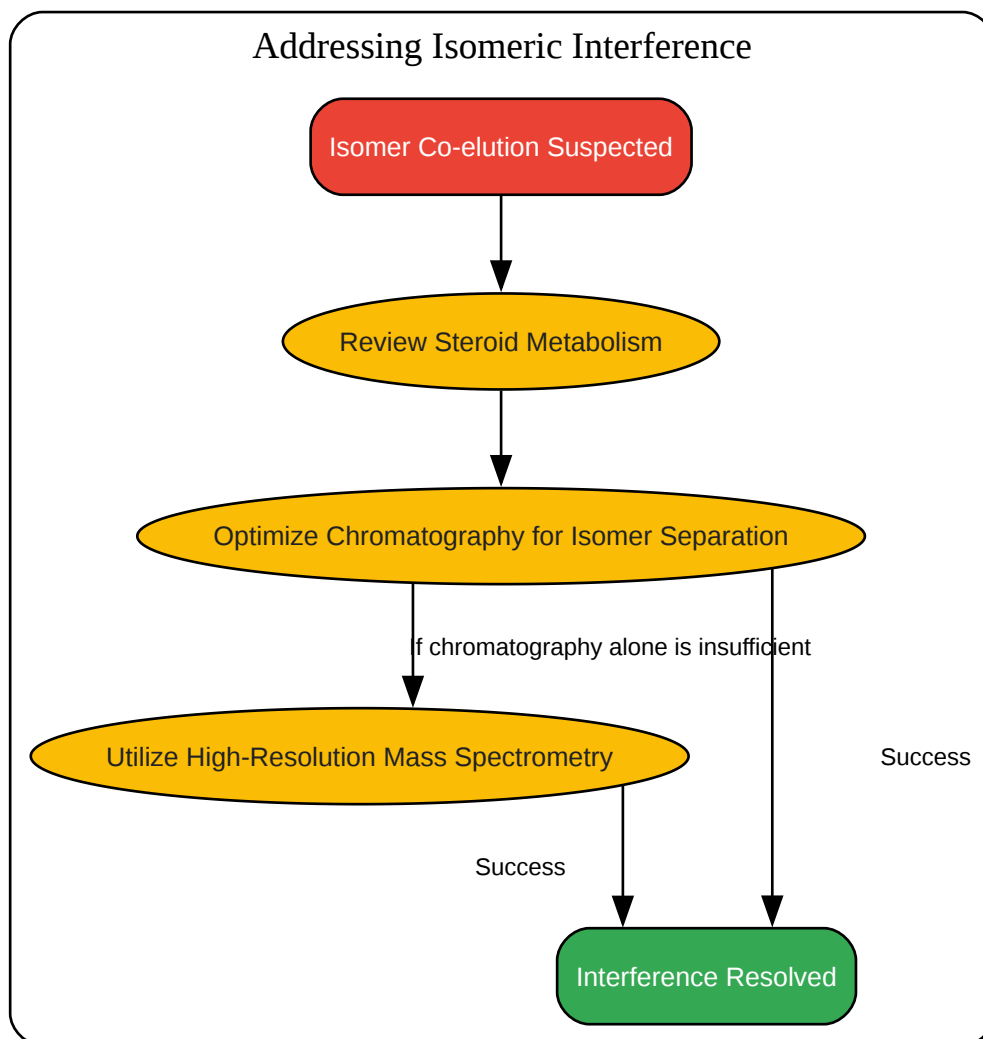 Addressing Isomeric Interference
Isomer Co-elution Suspected
Review Steroid Metabolism
Optimize Chromatography for Isomer Separation
If chromatography alone is insufficient
Utilize High-Resolution Mass Spectrometry
Success
Success
Interference Resolved